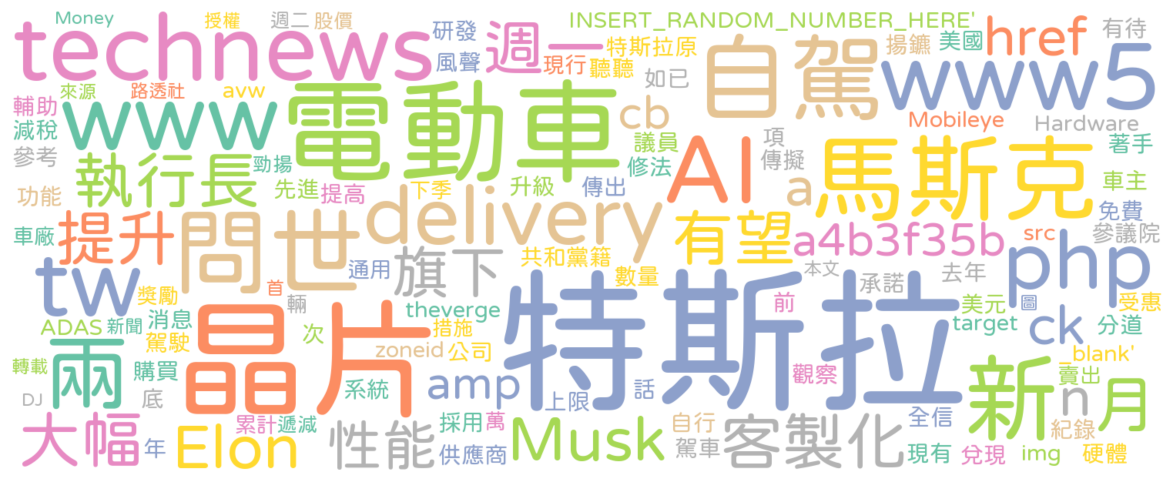 Money 授權 週二 股價 INSERT_RANDOM_NUMBER_HERE' 有待
technews 研發 週一 特斯拉原 自駕 揚鑣 美國 href
風聲 現行 聽聽 www5
來源 路透社 avw 如已
輔助 www 電動車 cb Mobileye Hardware
減稅 議員 項 著手
參考 執行長 勁揚 修法 AI 傳擬 馬斯克
功能 先進 提高 下季 升級 傳出 a 車主
車廠 提升 問世 delivery 有望 a4b3f35b 免費
src 參議院
tw 通用 旗下 共和黨籍 數量 本文 承諾 去年 php
獎勵 首 輛 theverge 特斯拉 前 美元 圖 受惠
ADAS 新聞 消息 晶片 次 措施 target ck 分道
駕駛 兩 zoneid 公司 _blank'
轉載 購買 系統 amp 觀察 新 賣出
DJ 底 上限 話 n 月
大幅 年 Elon 累計 遞減 性能 採用 萬 Musk 自行 客製化 全信 紀錄
供應商 駕車 現有 兌現 img 硬體